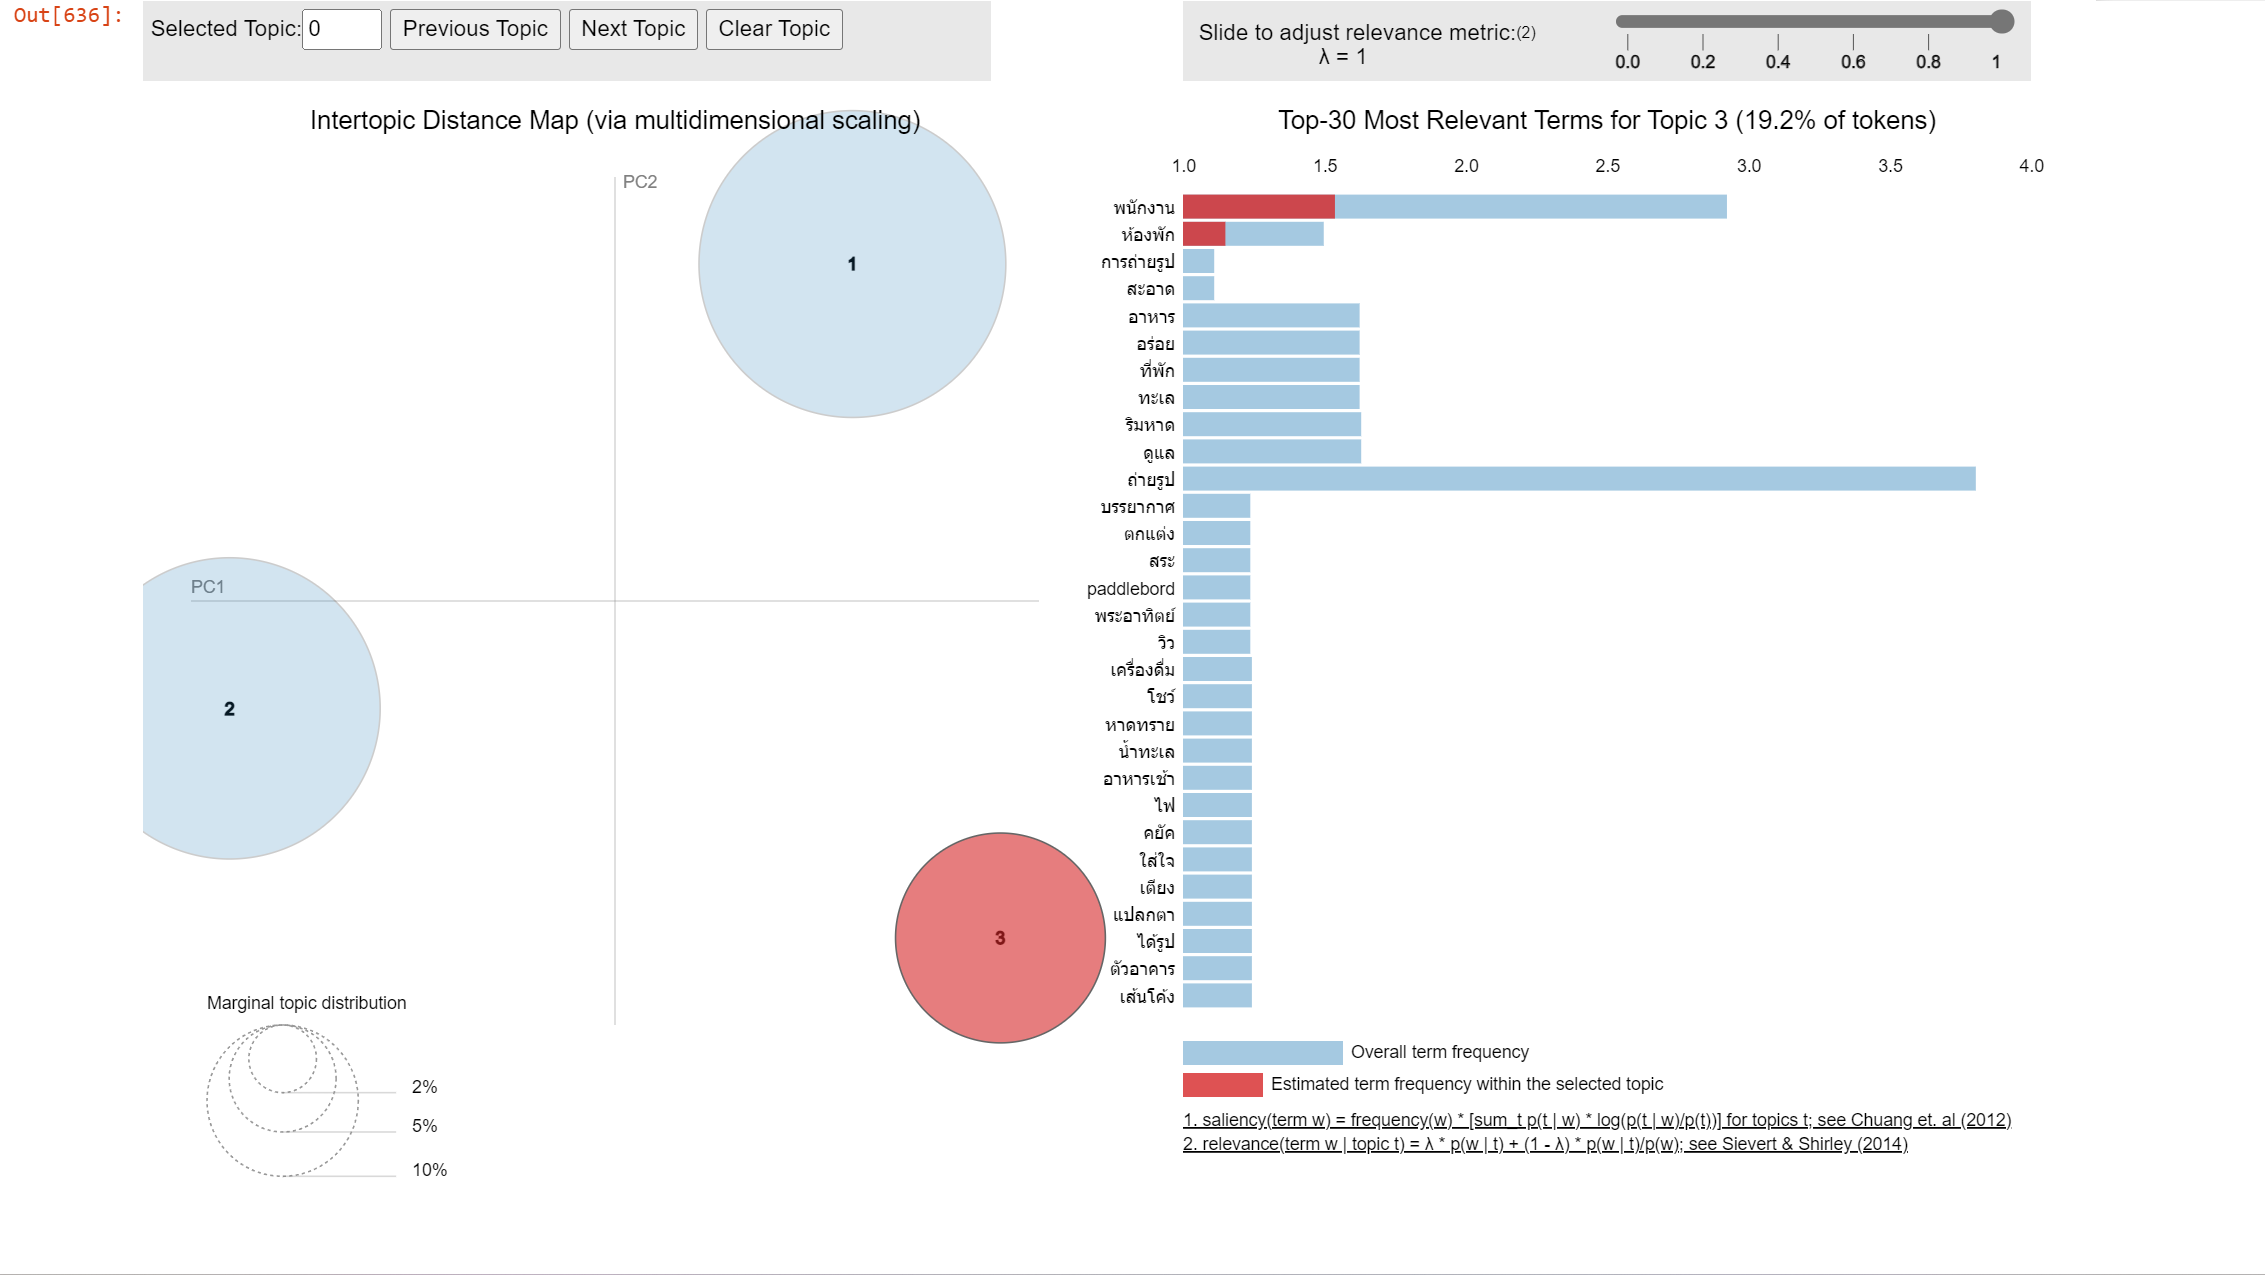 Out[636]:
Selected Topic: 0 Previous Topic Next Topic Clear Topic
Slide to adjust relevance metric:(2)
λ = 1
0.0 0.2 0.4 0.6 0.8 1
Intertopic Distance Map (via multidimensional scaling)
PC2
PC1
1
2
3
Marginal topic distribution
2%
5%
10%
Top-30 Most Relevant Terms for Topic 3 (19.2% of tokens)
1.0 1.5 2.0 2.5 3.0 3.5 4.0
พนักงาน
ห้องพัก
การถ่ายรูป
สะอาด
อาหาร
อร่อย
ที่พัก
ทะเล
ริมหาด
ดูแล
ถ่ายรูป
บรรยากาศ
ตกแต่ง
สระ
paddlebord
พระอาทิตย์
วิว
เครื่องดื่ม
โชว์
หาดทราย
น้ำทะเล
อาหารเช้า
ไฟ
คยัค
ใส่ใจ
เตียง
แปลกตา
ได้รูป
ตัวอาคาร
เส้นโค้ง
Overall term frequency
Estimated term frequency within the selected topic
1. saliency(term w) = frequency(w) * [sum_t p(t | w) * log(p(t | w)/p(t))] for topics t; see Chuang et. al (2012)
2. relevance(term w | topic t) = λ * p(w | t) + (1 - λ) * p(w | t)/p(w); see Sievert & Shirley (2014)